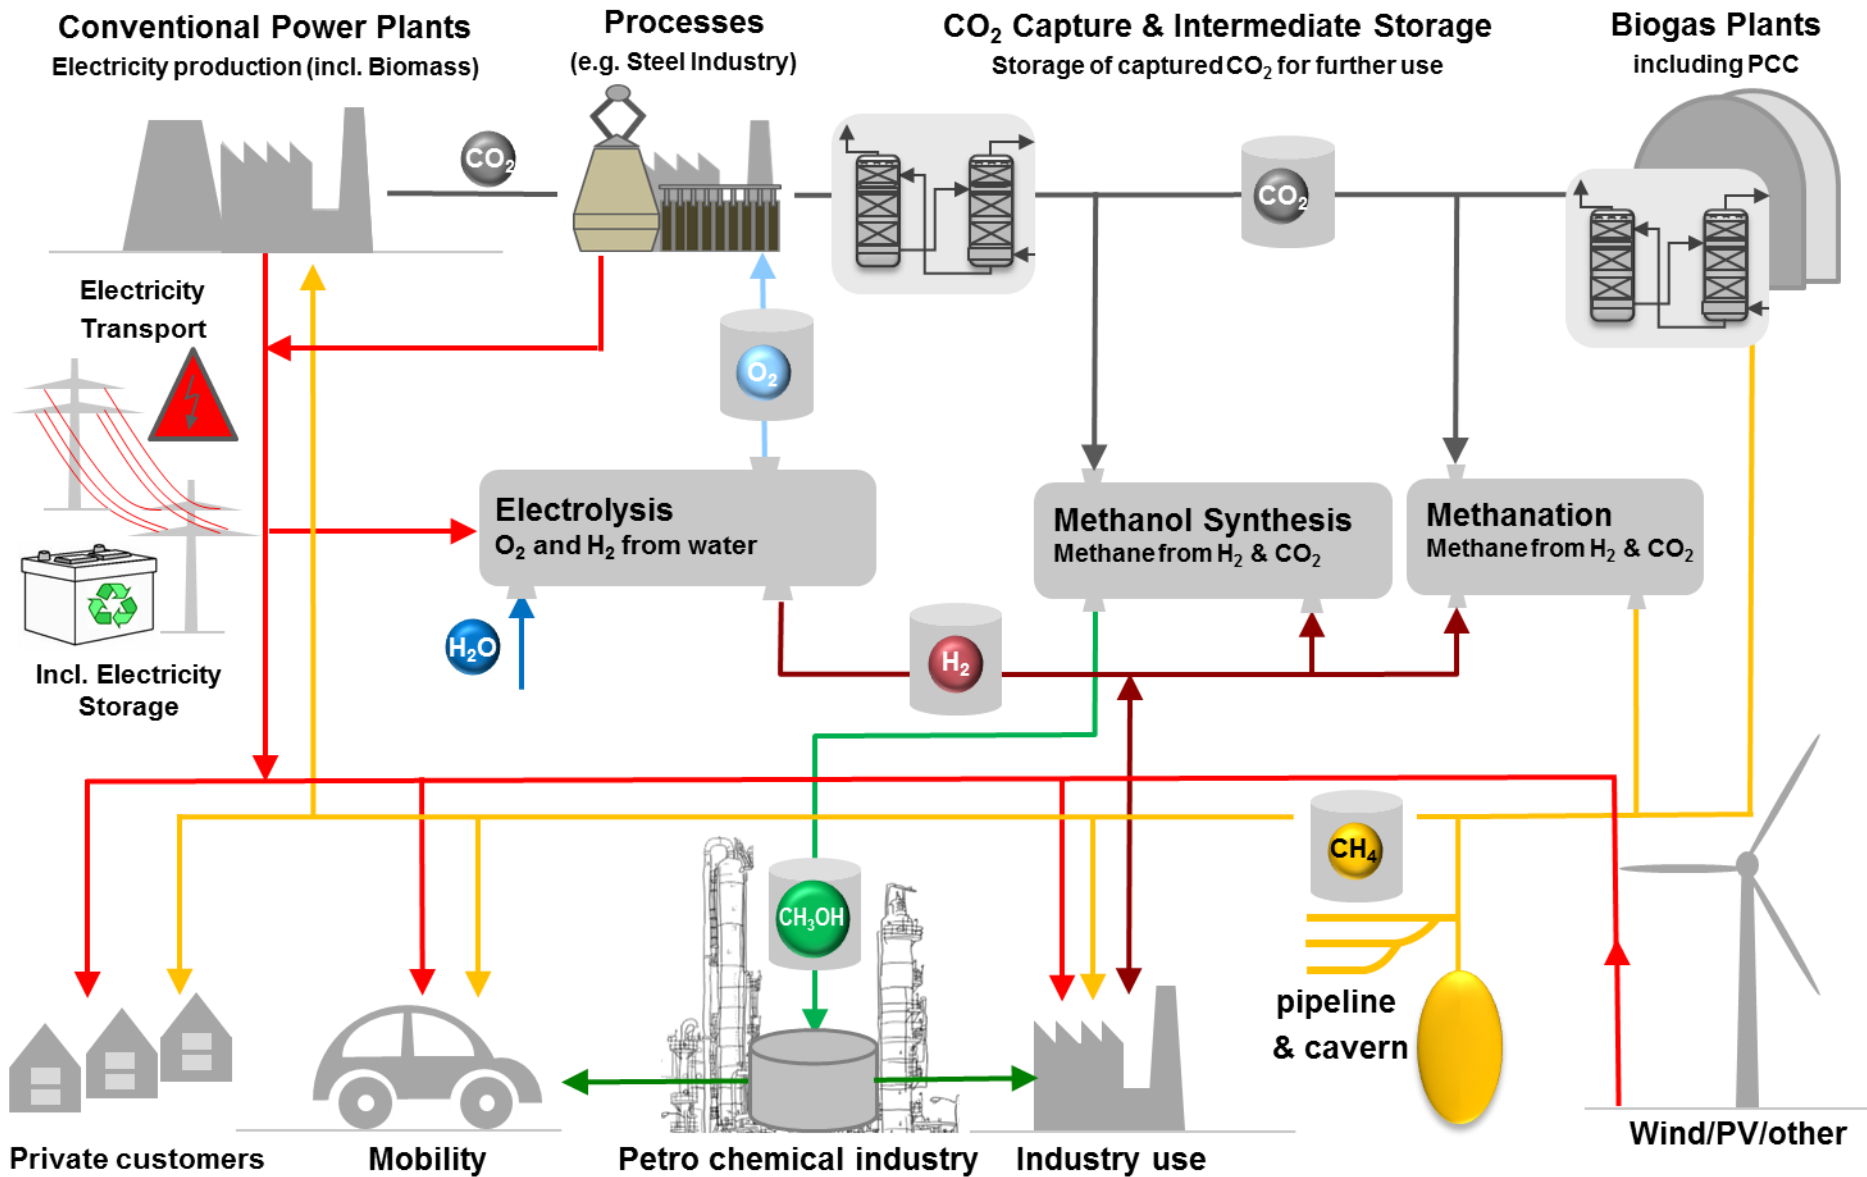 Conventional Power Plants
Electricity production (incl. Biomass)
Processes
(e.g. Steel Industry)
CO₂ Capture & Intermediate Storage
Storage of captured CO₂ for further use
Biogas Plants
including PCC
CO₂
CO₂
Electricity
Transport
O₂
Electrolysis
O₂ and H₂ from water
Methanol Synthesis
Methane from H₂ & CO₂
Methanation
Methane from H₂ & CO₂
H₂O
H₂
Incl. Electricity
Storage
CH₄
CH₃OH
pipeline
& cavern
Private customers
Mobility
Petro chemical industry
Industry use
Wind/PV/other